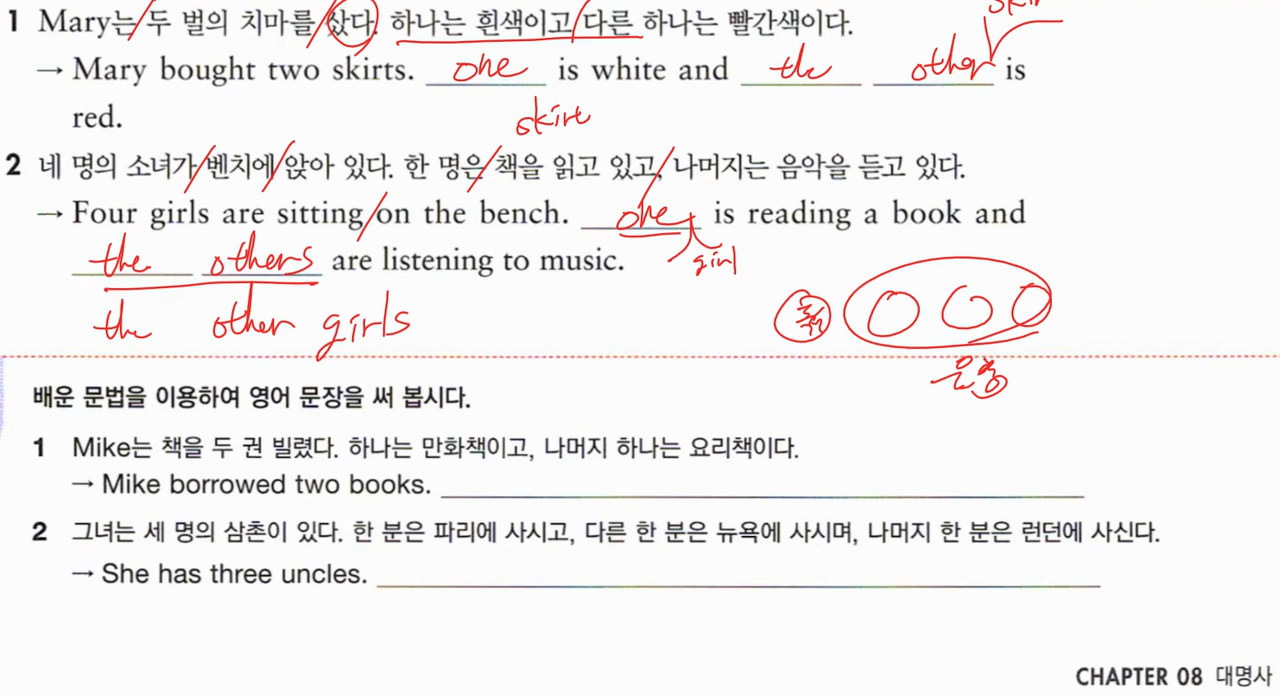 skir
1 Mary는 두 벌의 치마를 샀다. 하나는 흰색이고 다른 하나는 빨간색이다.
→ Mary bought two skirts. one is white and the other is
red.
skirt
2 네 명의 소녀가 벤치에 앉아 있다. 한 명은 책을 읽고 있고, 나머지는 음악을 듣고 있다.
→ Four girls are sitting on the bench. one is reading a book and
girl
the others are listening to music.
the other girls
배운 문법을 이용하여 영어 문장을 써 봅시다.
1 Mike는 책을 두 권 빌렸다. 하나는 만화책이고, 나머지 하나는 요리책이다.
→ Mike borrowed two books.
2 그녀는 세 명의 삼촌이 있다. 한 분은 파리에 사시고, 다른 한 분은 뉴욕에 사시며, 나머지 한 분은 런던에 사신다.
→ She has three uncles.
CHAPTER 08 대명사